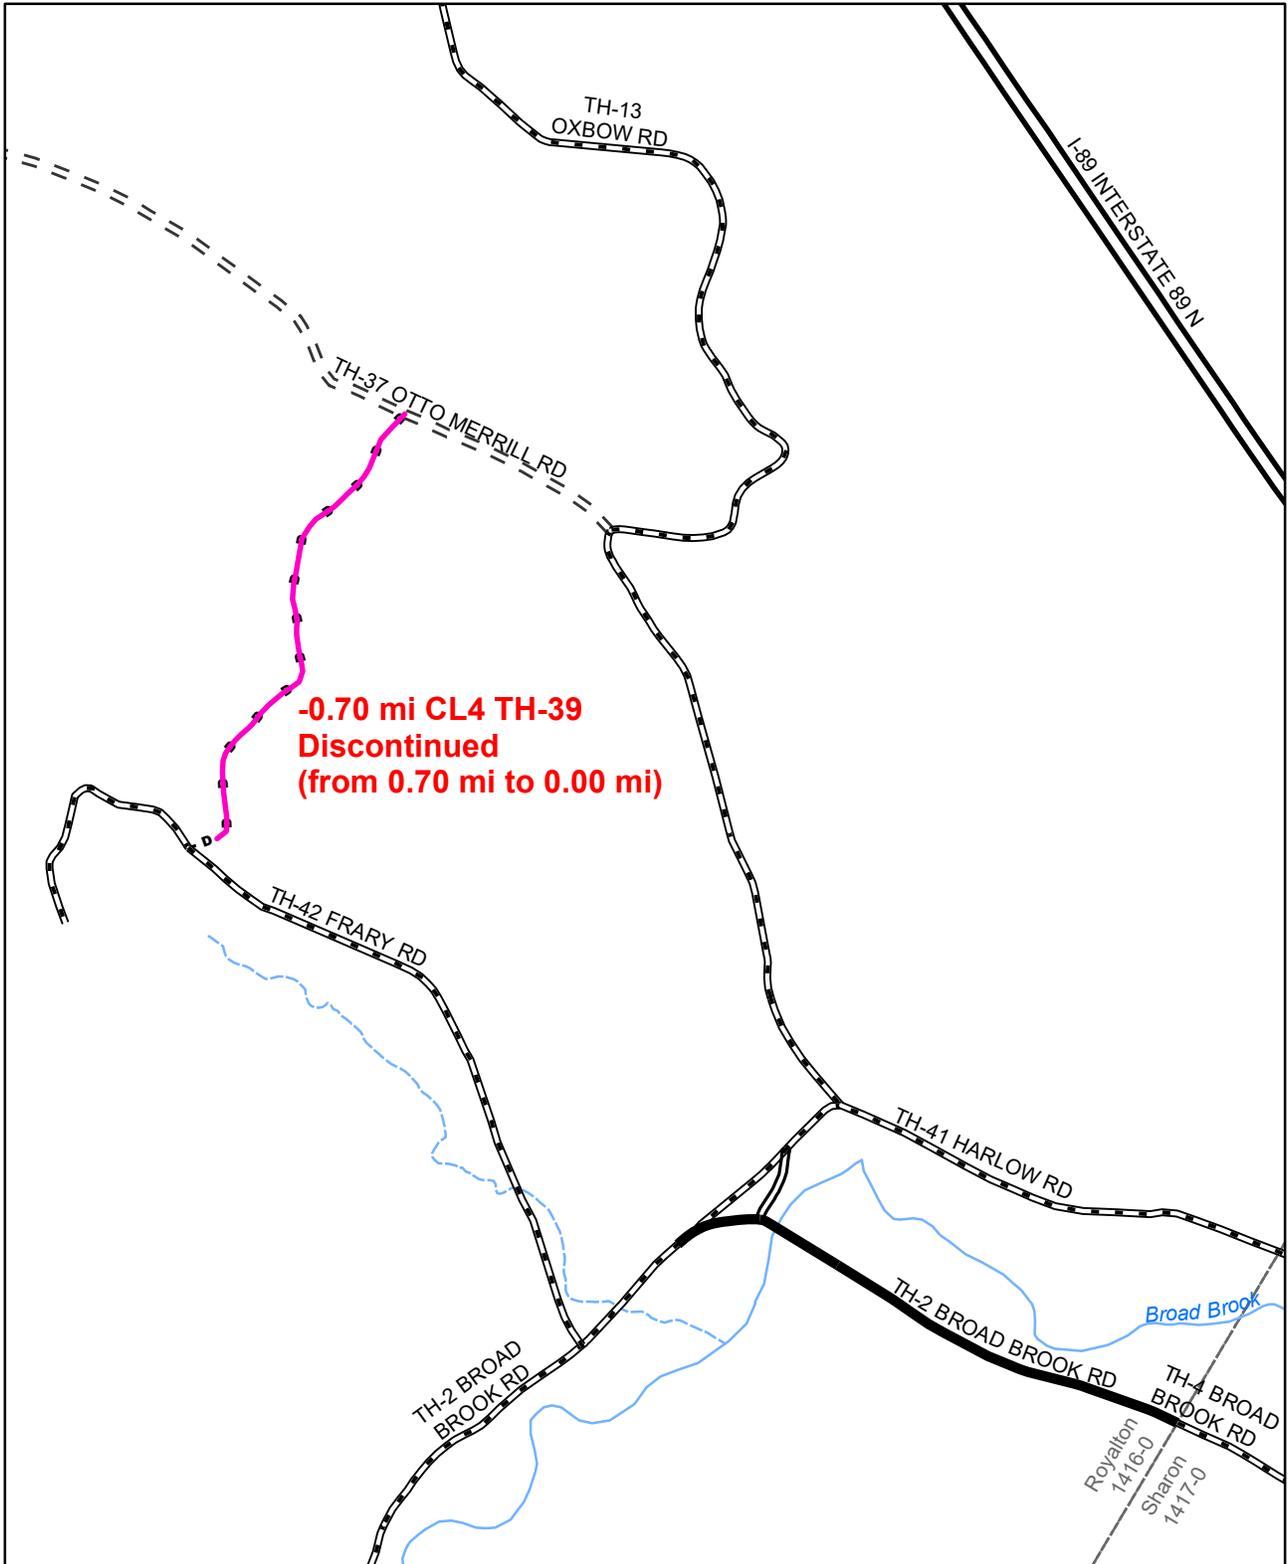 TH-13
OXBOW RD
I-89 INTERSTATE 89 N
TH-37 OTTO MERRILL RD
-0.70 mi CL4 TH-39
Discontinued
(from 0.70 mi to 0.00 mi)
D
TH-42 FRARY RD
TH-41 HARLOW RD
TH-2 BROAD BROOK RD
Broad Brook
TH-2 BROAD
BROOK RD
TH-4 BROAD
BROOK RD
Royalton
1416-0
Sharon
1417-0